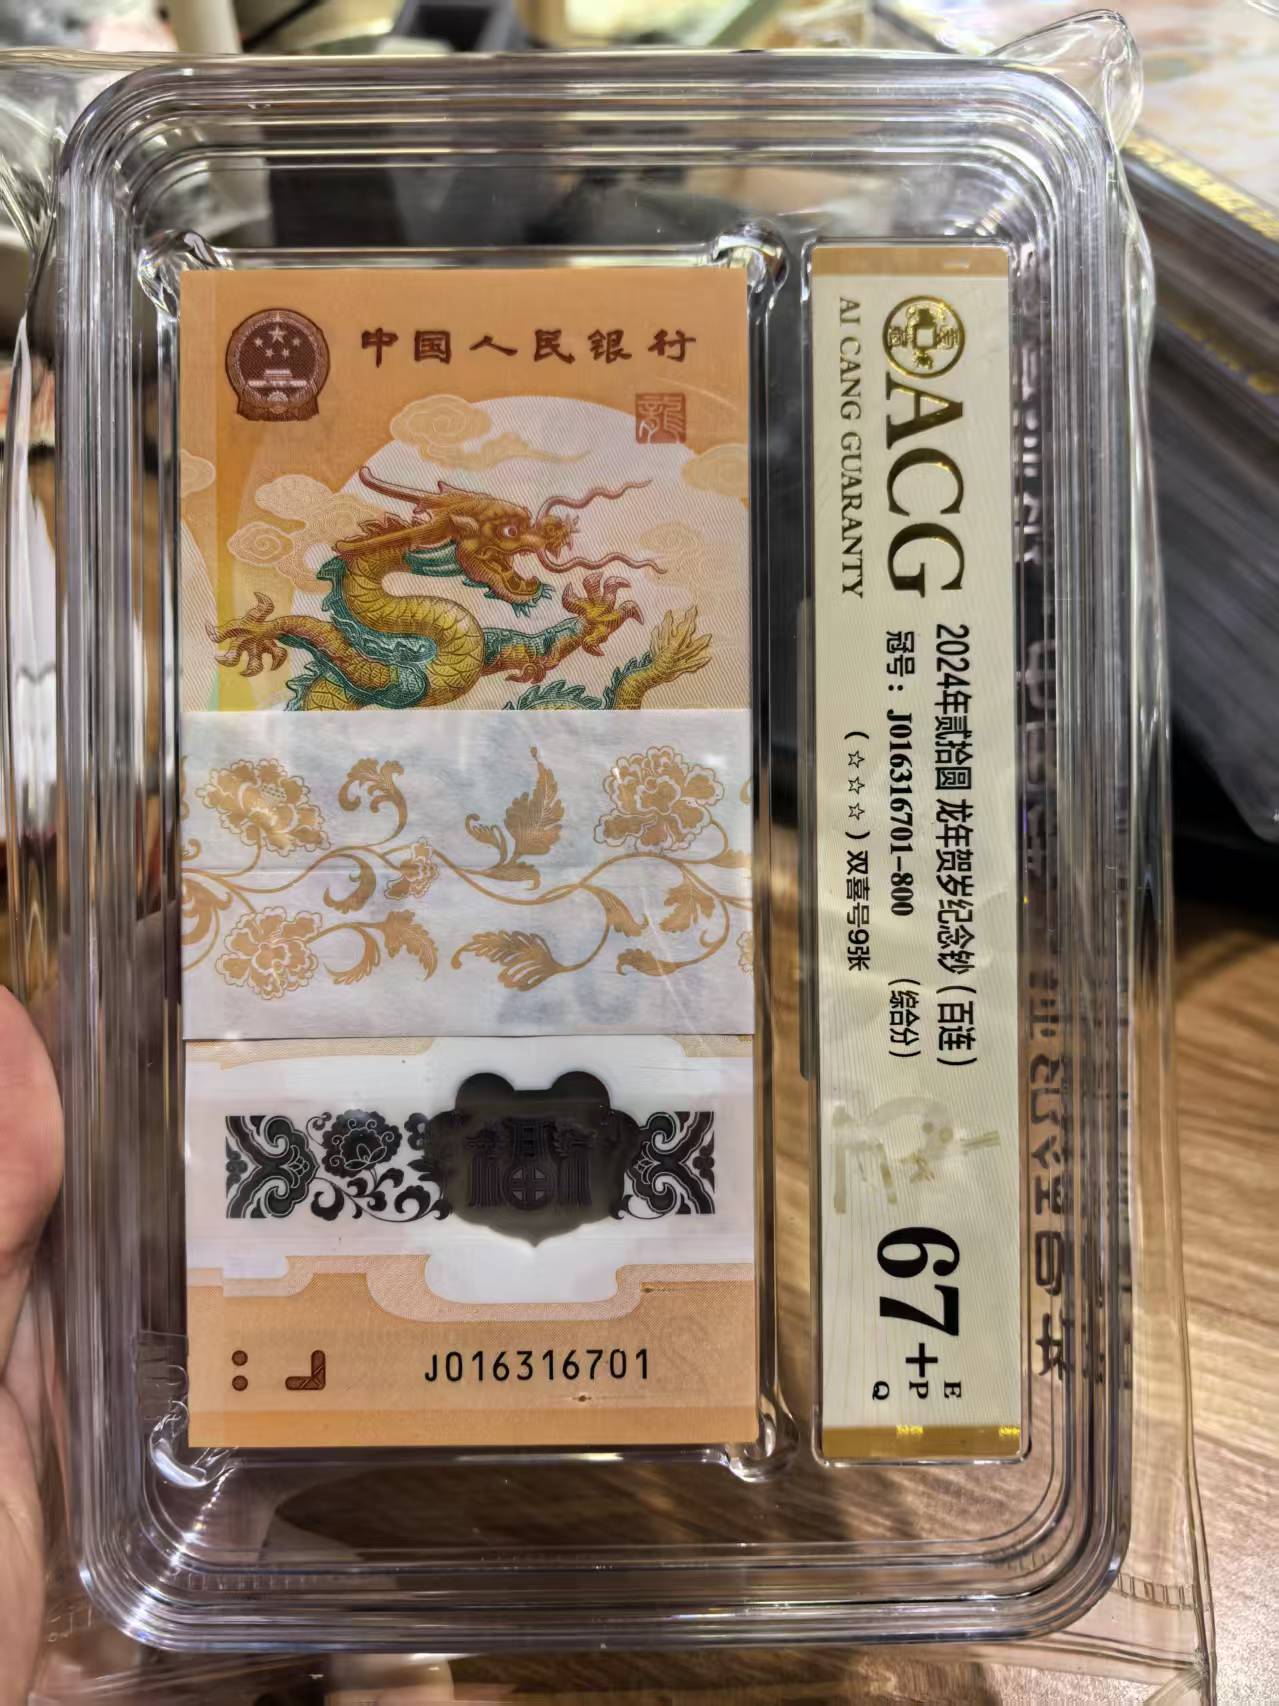 中国人民银行
龍
J016316701
ACG
AI CANG GUARANTY
2024年贰拾圆 龙年贺岁纪念钞（百连）
冠号：J016316701-800 （综合分）
（☆☆☆）双喜号9张
67+
E
P
Q